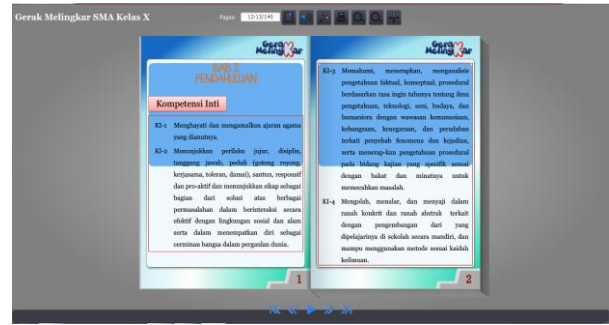 Gerak Melingkar SMA Kelas X
Pages: 12-13/148
Gerak
Melingkar
BAB I
PENDAHULUAN
Kompetensi Inti
KI-1 Menghayati dan mengamalkan ajaran agama
yang dianutnya.
KI-2 Menunjukkan perilaku jujur, disiplin,
tanggung jawab, peduli (gotong royong,
kerjasama, toleran, damai), santun, responsif
dan pro-aktif dan menunjukkan sikap sebagai
bagian dari solusi atas berbagai
permasalahan dalam berinteraksi secara
efektif dengan lingkungan sosial dan alam
serta dalam menempatkan diri sebagai
cerminan bangsa dalam pergaulan dunia.
1
Gerak
Melingkar
KI-3 Memahami, menerapkan, menganalisis
pengetahuan faktual, konseptual, prosedural
berdasarkan rasa ingin tahunya tentang ilmu
pengetahuan, teknologi, seni, budaya, dan
humaniora dengan wawasan kemanusiaan,
kebangsaan, kenegaraan, dan peradaban
terkait penyebab fenomena dan kejadian,
serta menerap-kan pengetahuan prosedural
pada bidang kajian yang spesifik sesuai
dengan bakat dan minatnya untuk
memecahkan masalah.
KI-4 Mengolah, menalar, dan menyaji dalam
ranah konkrit dan ranah abstrak terkait
dengan pengembangan dari yang
dipelajarinya di sekolah secara mandiri, dan
mampu menggunakan metode sesuai kaidah
keilmuan.
2